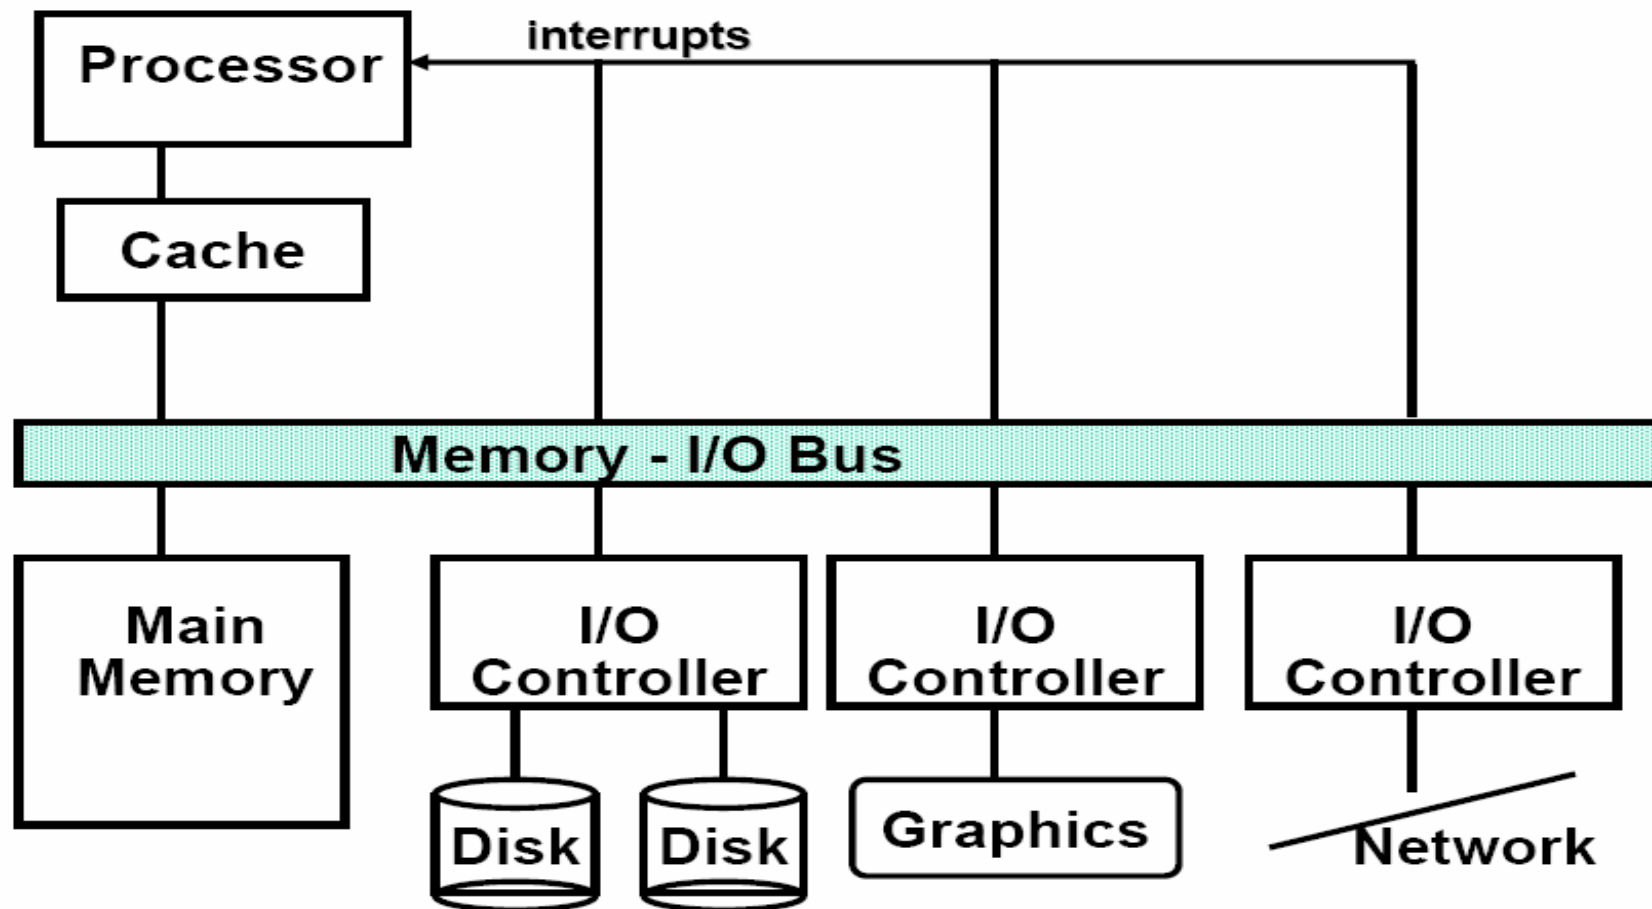 interrupts
Processor
Cache
Memory - I/O Bus
Main
Memory
I/O
Controller
I/O
Controller
I/O
Controller
Disk
Disk
Graphics
Network